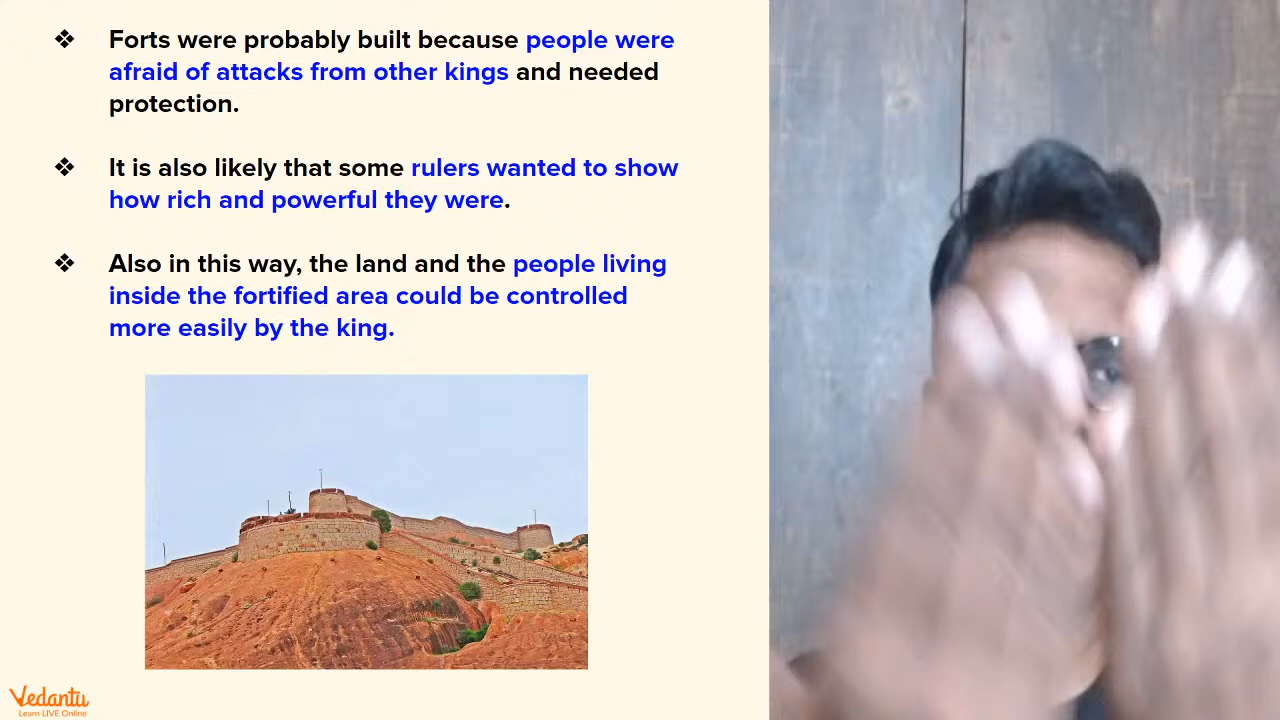 ❖ Forts were probably built because people were
afraid of attacks from other kings and needed
protection.
❖ It is also likely that some rulers wanted to show
how rich and powerful they were.
❖ Also in this way, the land and the people living
inside the fortified area could be controlled
more easily by the king.
Vedantu
Learn LIVE Online